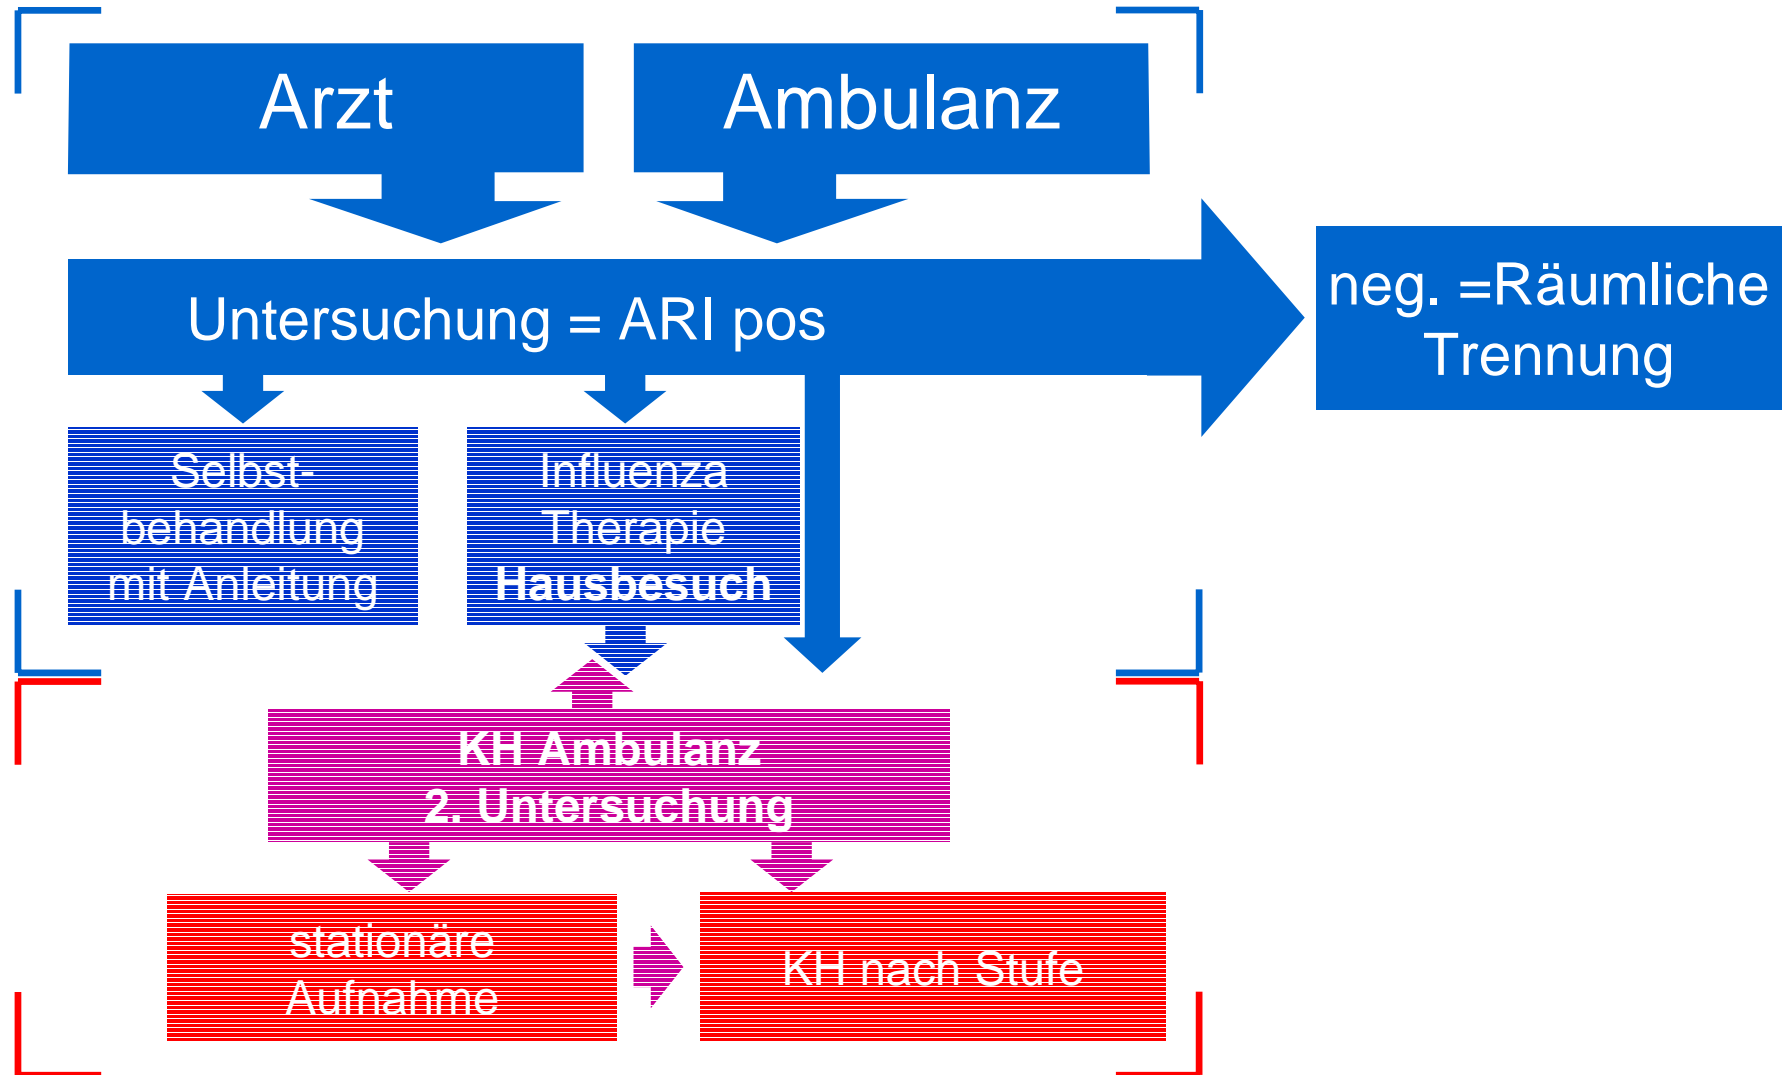 Arzt
Ambulanz
Untersuchung = ARI pos
neg. =Räumliche
Trennung
Selbst-
behandlung
mit Anleitung
Influenza
Therapie
Hausbesuch
KH Ambulanz
2. Untersuchung
stationäre
Aufnahme
KH nach Stufe